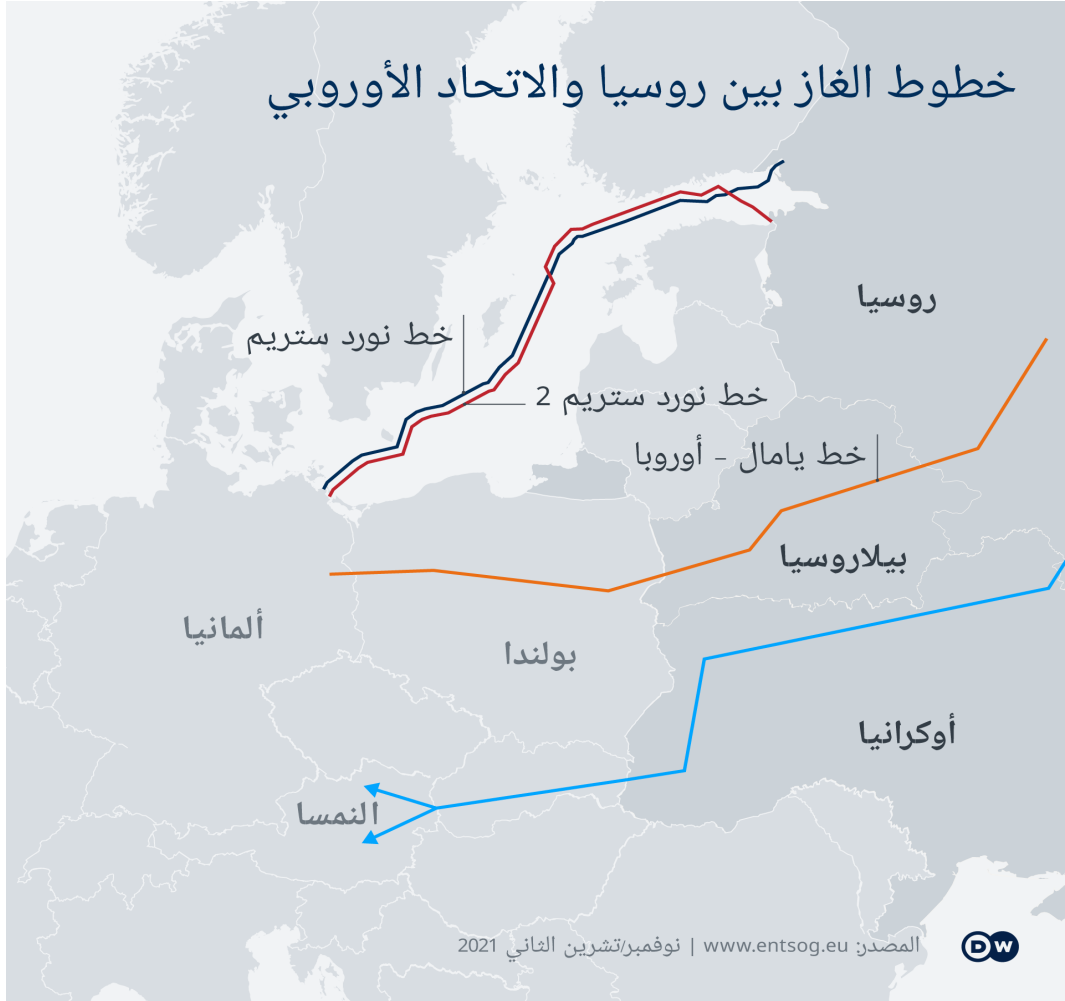 خطوط الغاز بين روسيا والاتحاد الأوروبي
روسيا
خط نورد ستريم
خط نورد ستريم 2
خط يامال – أوروبا
بيلاروسيا
ألمانيا
بولندا
أوكرانيا
النمسا
المصدر: www.entsog.eu | نوفمبر/تشرين الثاني 2021
DW